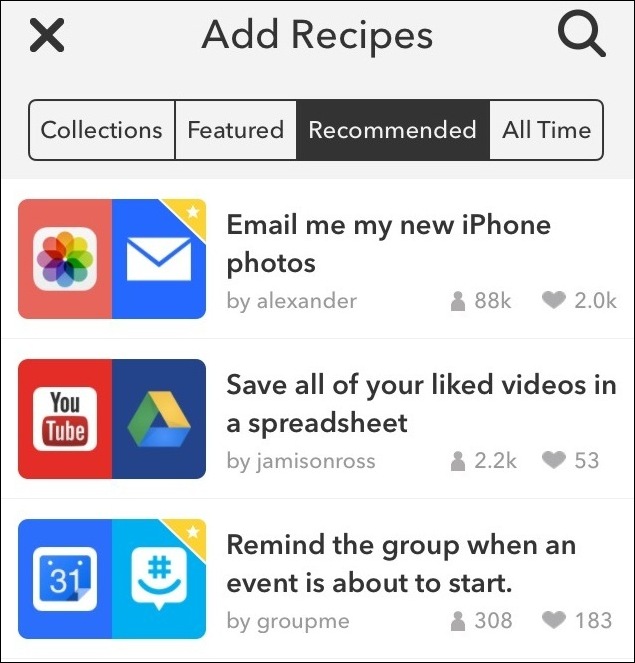 Add Recipes
Collections Featured Recommended All Time
Email me my new iPhone
photos
by alexander 88k 2.0k
You
Tube
Save all of your liked videos in
a spreadsheet
by jamisonross 2.2k 53
31
#
Remind the group when an
event is about to start.
by groupme 308 183